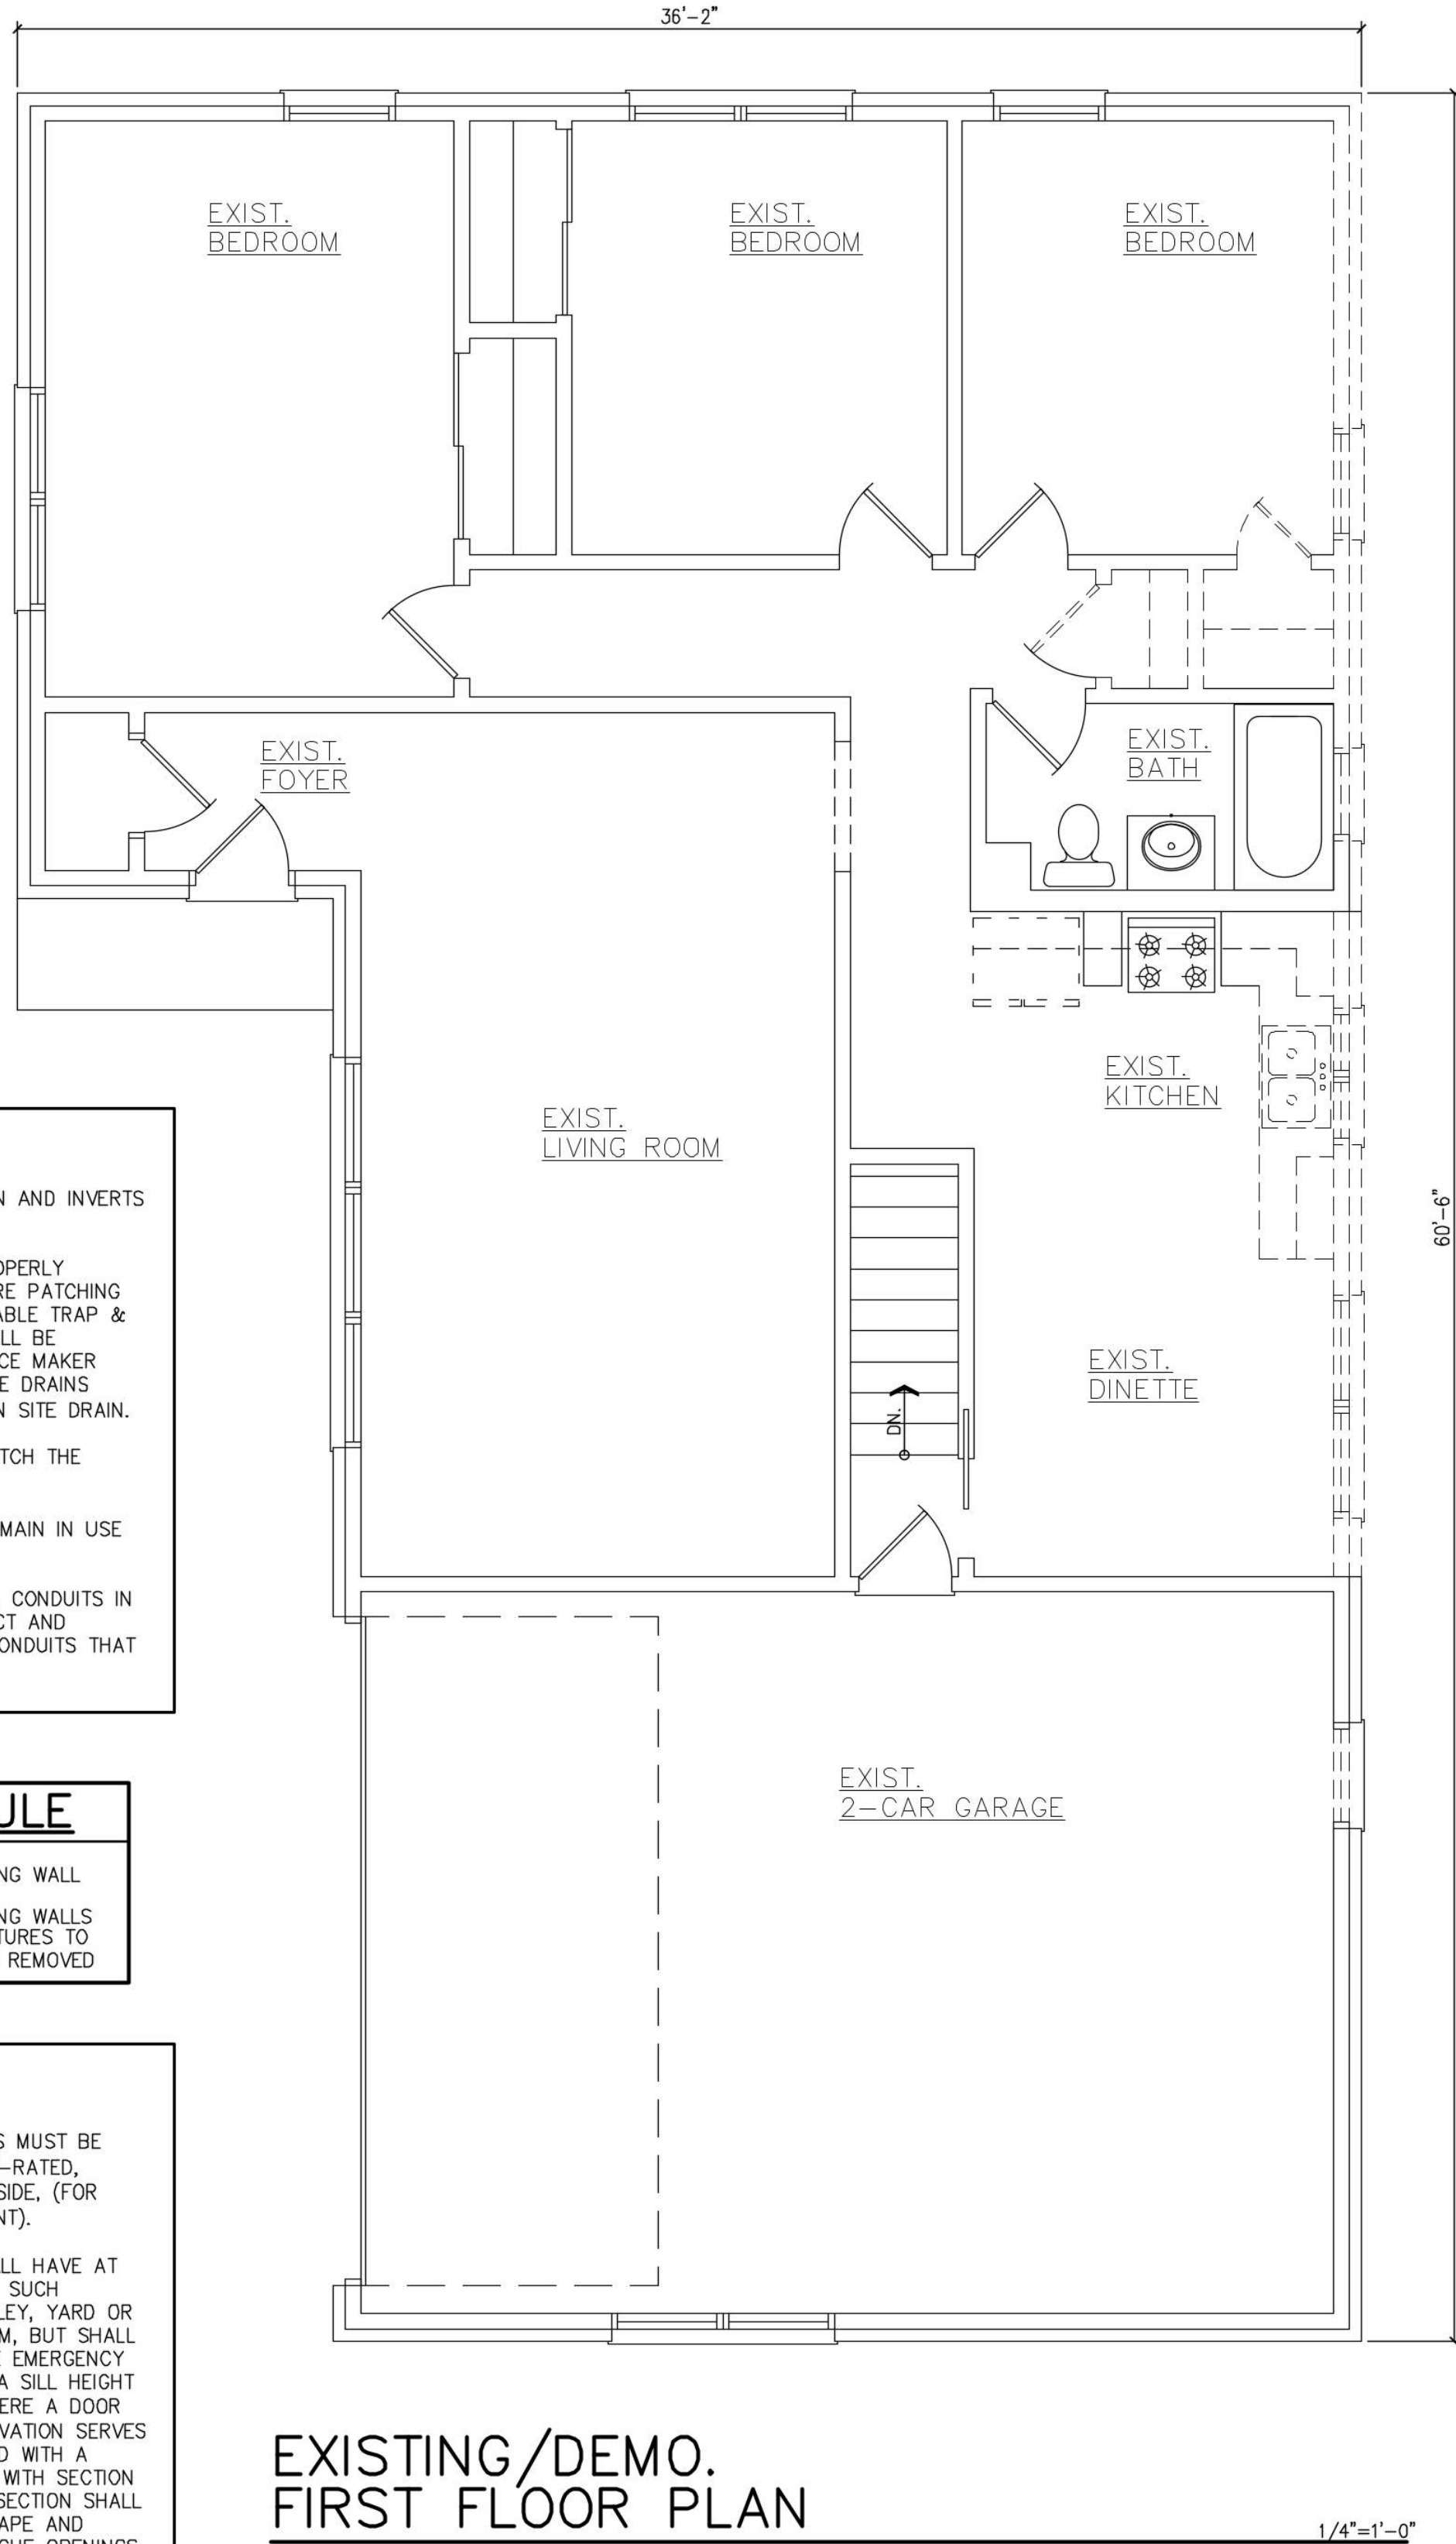 36'-2"
EXIST.
BEDROOM
EXIST.
BEDROOM
EXIST.
BEDROOM
EXIST.
FOYER
EXIST.
BATH
EXIST.
KITCHEN
EXIST.
LIVING ROOM
60'-6"
EXIST.
DINETTE
DN.
EXIST.
2-CAR GARAGE
AND INVERTS
RE PATCHING
ABLE TRAP &
LL BE
CE MAKER
E DRAINS
N SITE DRAIN.
TCH THE
MAIN IN USE
CONDUITS IN
CT AND
ONDUITS THAT
ULE
NG WALL
NG WALLS
TURES TO
REMOVED
S MUST BE
-RATED,
SIDE, (FOR
NT).
LL HAVE AT
SUCH
LEY, YARD OR
M, BUT SHALL
E EMERGENCY
A SILL HEIGHT
ERE A DOOR
VATION SERVES
D WITH A
WITH SECTION
SECTION SHALL
APE AND
EXISTING/DEMO.
FIRST FLOOR PLAN
1/4"=1'-0"